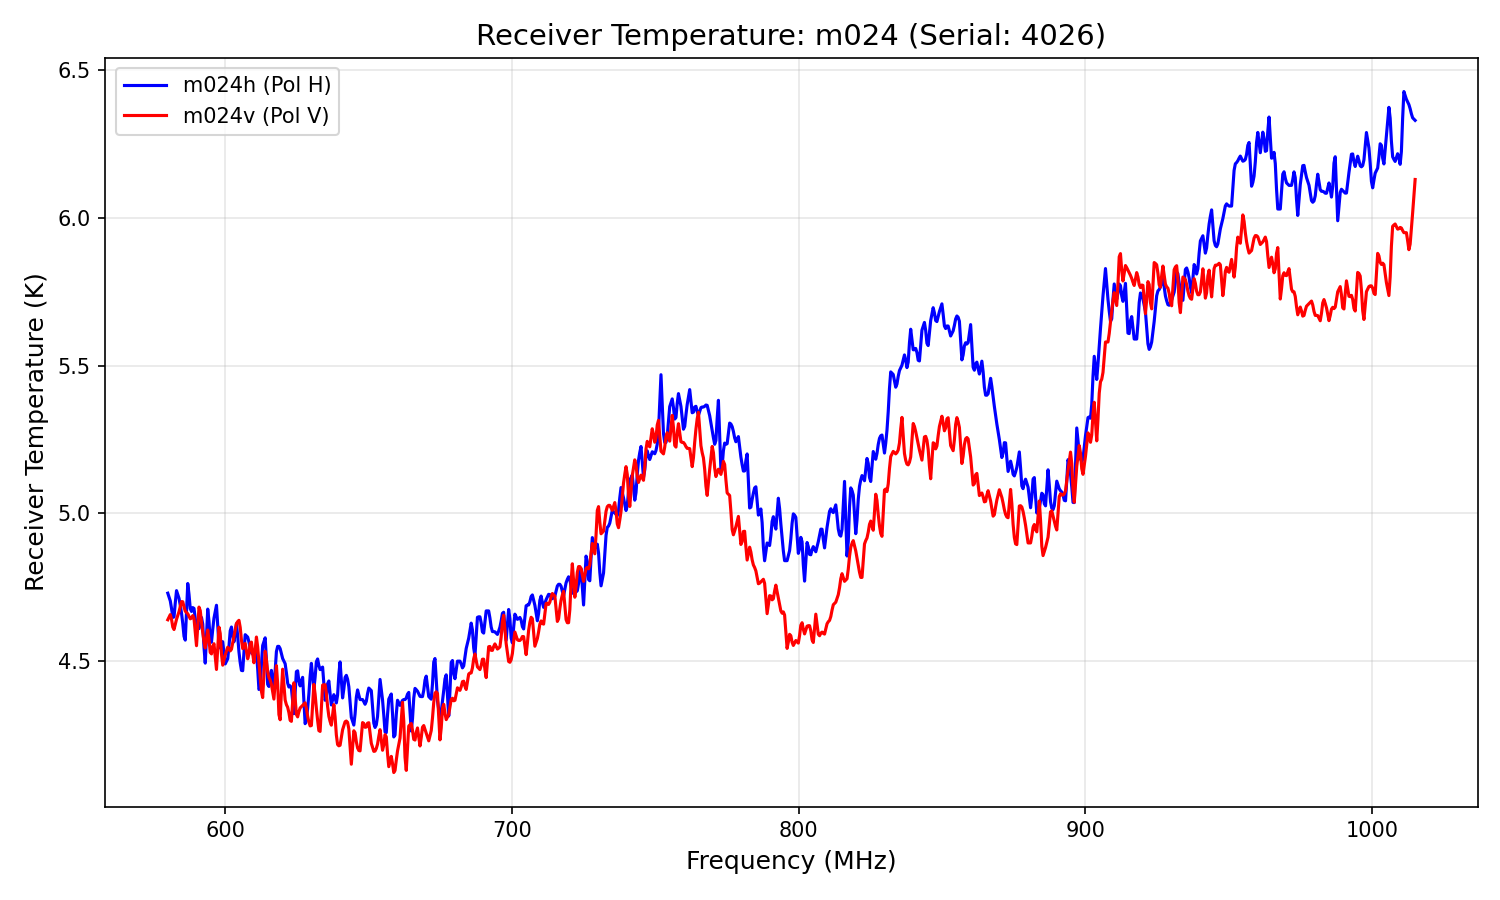 Receiver Temperature: m024 (Serial: 4026)
m024h (Pol H)
m024v (Pol V)
Receiver Temperature (K)
6.5
6.0
5.5
5.0
4.5
600
700
800
900
1000
Frequency (MHz)